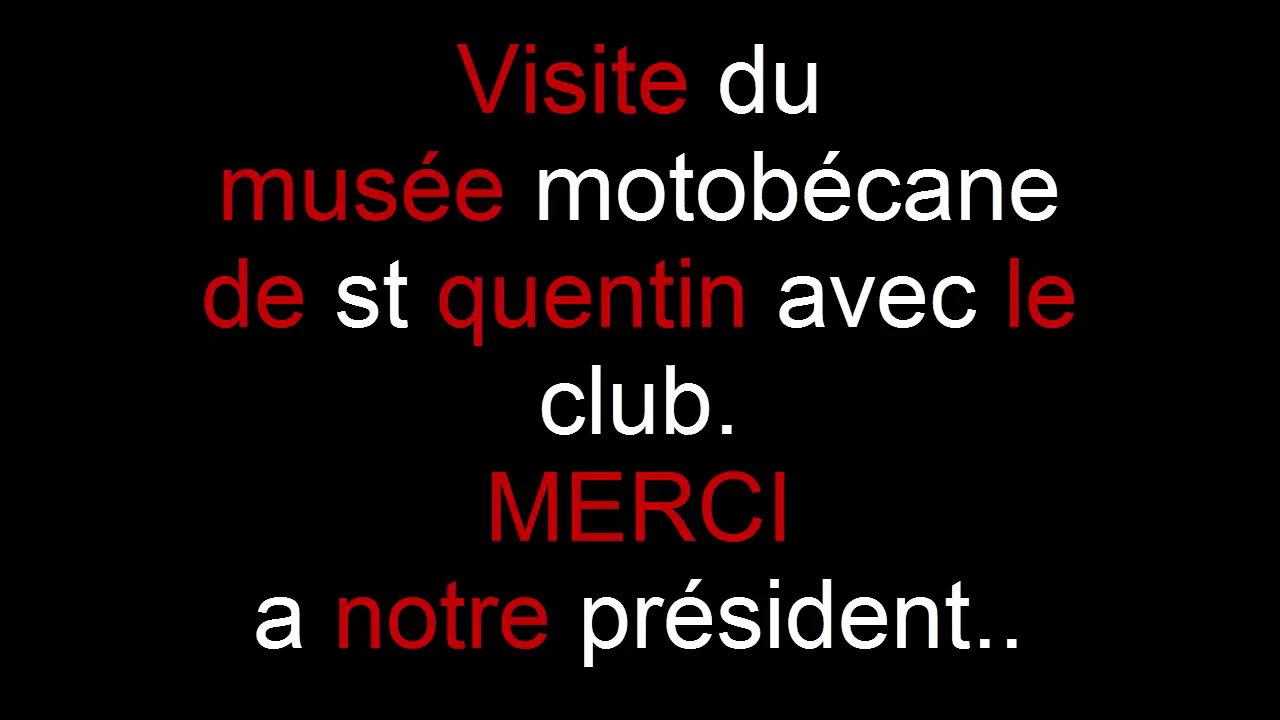 Visite du
musée motobécane
de st quentin avec le
club.
MERCI
a notre président..